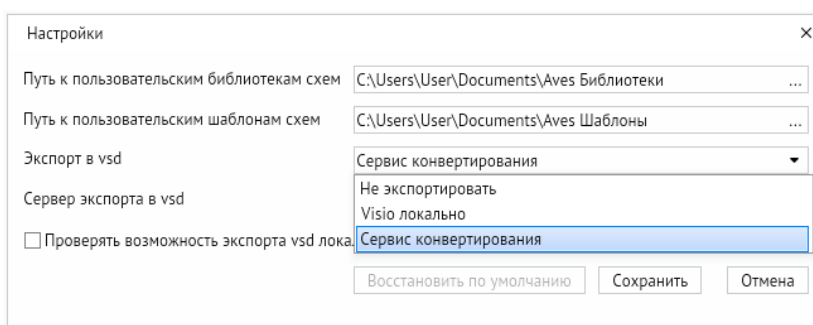 Настройки
Путь к пользовательским библиотекам схем C:\Users\User\Documents\Aves Библиотеки ...
Путь к пользовательским шаблонам схем C:\Users\User\Documents\Aves Шаблоны ...
Экспорт в vsd Сервис конвертирования
Не экспортировать
Сервер экспорта в vsd
Visio локально
Проверять возможность экспорта vsd лока
Сервис конвертирования
Восстановить по умолчанию Сохранить Отмена